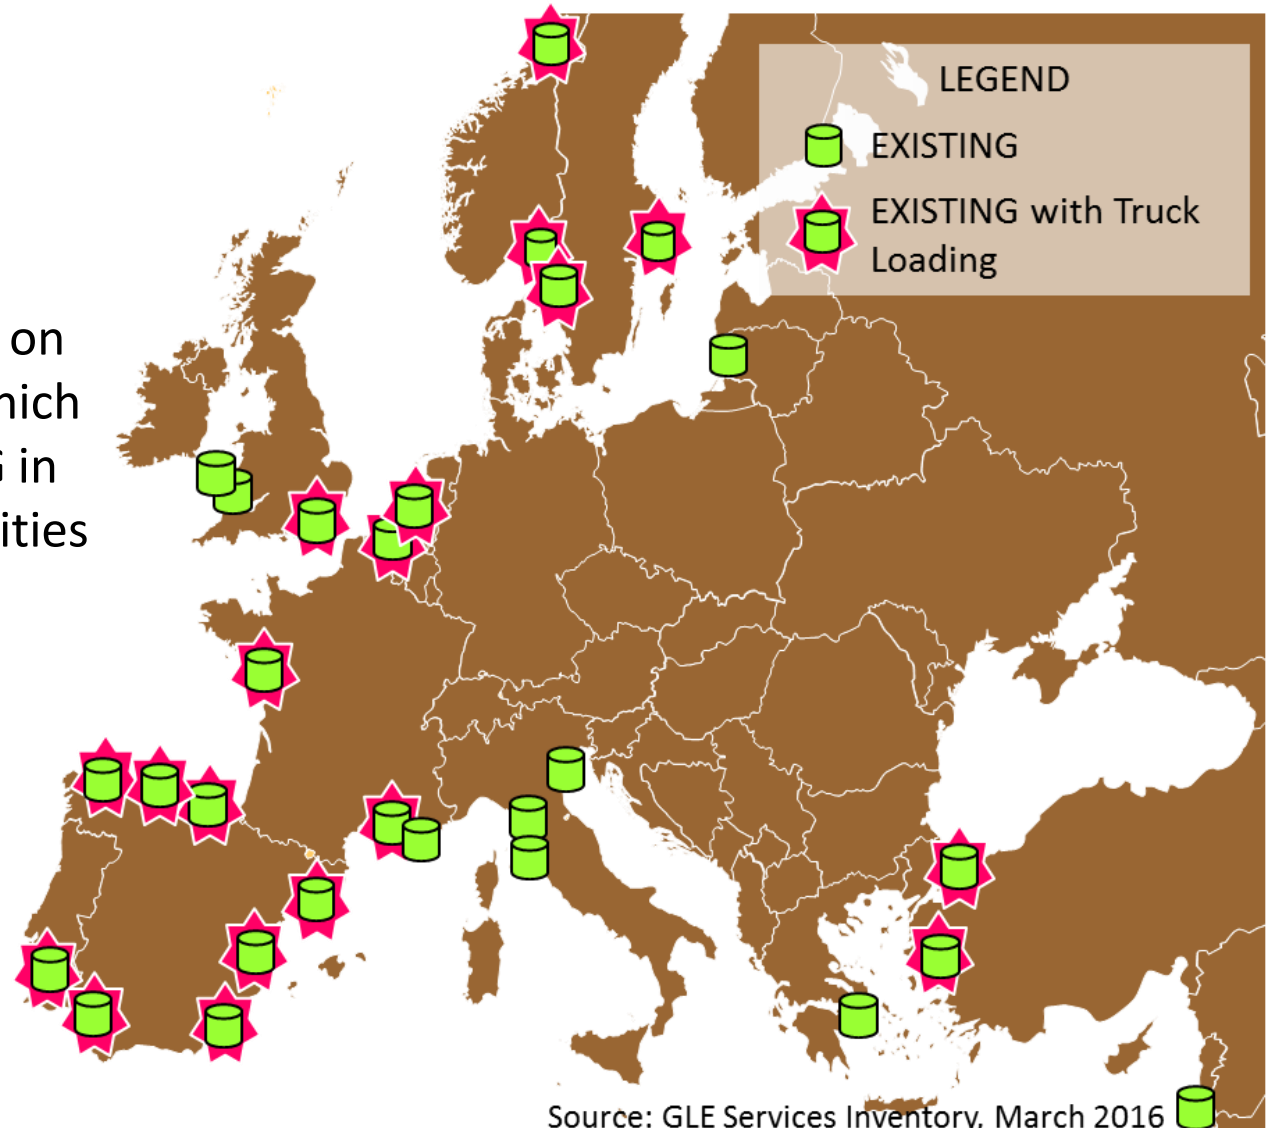 LEGEND
EXISTING
EXISTING with Truck
Loading
on
hich
G in
ities
Source: GLE Services Inventory, March 2016